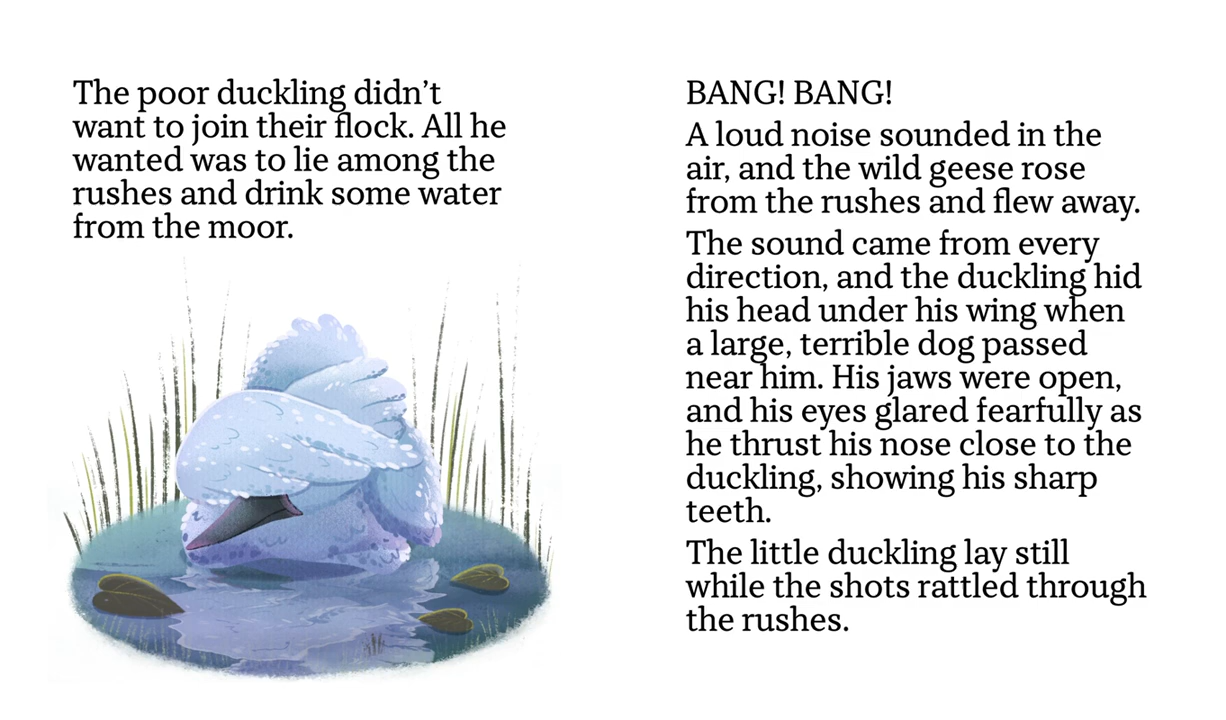 The poor duckling didn’t
want to join their flock. All he
wanted was to lie among the
rushes and drink some water
from the moor.
BANG! BANG!
A loud noise sounded in the
air, and the wild geese rose
from the rushes and flew away.
The sound came from every
direction, and the duckling hid
his head under his wing when
a large, terrible dog passed
near him. His jaws were open,
and his eyes glared fearfully as
he thrust his nose close to the
duckling, showing his sharp
teeth.
The little duckling lay still
while the shots rattled through
the rushes.